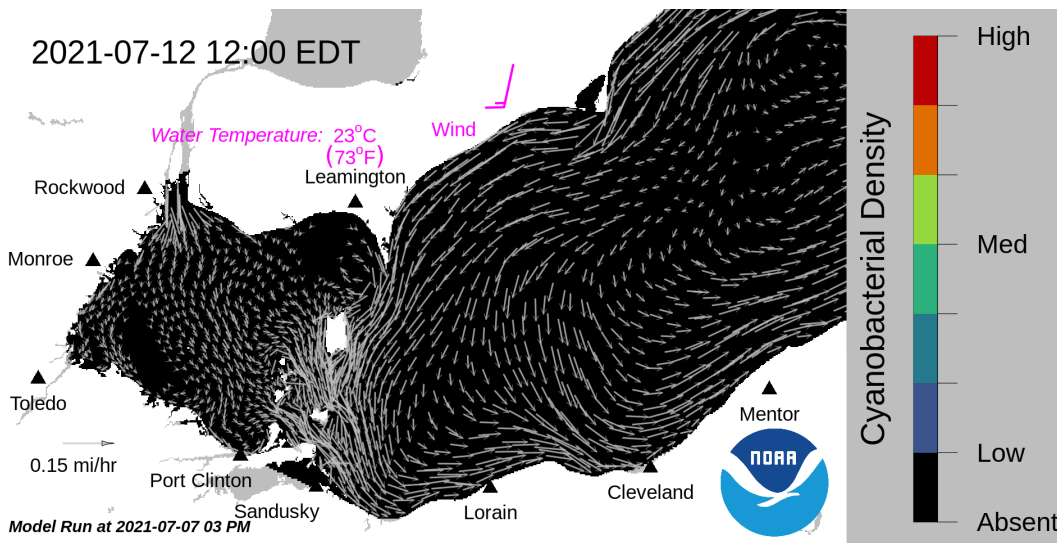 2021-07-12 12:00 EDT
Water Temperature: 23°C
(73°F)
Wind
Leamington
Rockwood
Monroe
Toledo
0.15 mi/hr
Port Clinton
Sandusky
Lorain
Cleveland
Mentor
NOAA
Model Run at 2021-07-07 03 PM
Cyanobacterial Density
High
Med
Low
Absent